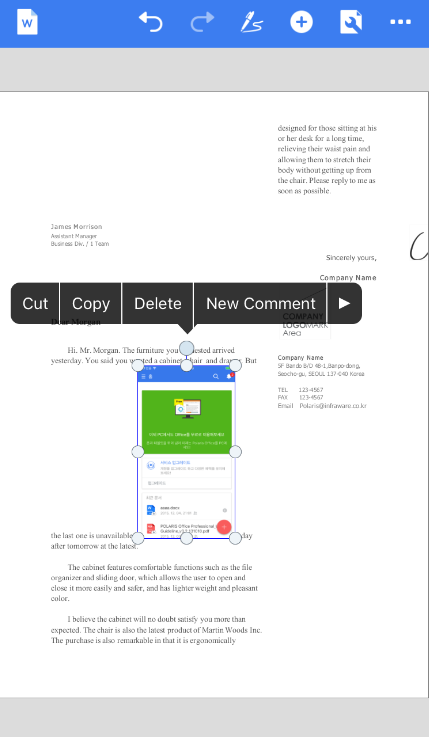 W
designed for those sitting at his
or her desk for a long time,
relieving their waist pain and
allowing them to stretch their
body without getting up from
the chair. Please reply to me as
soon as possible.
James Morrison
Assistant Manager
Business Div. / 1 Team
Sincerely yours,
Company Name
Cut Copy Delete New Comment
Dear Morgan
COMPANY
LOGOMARK
Area
Hi. Mr. Morgan. The furniture you arrived
yesterday. You said you a cabinet, and But
Company Name
SF Bando B/D 48-1,Banpo-dong,
Seocho-gu, SEOUL 137-040 Korea
TEL 123-4567
FAX 123-4567
Email Polaris@infraware.co.kr
POLARIS Office Professional
the last one is unavailable
after tomorrow at the latest.
The cabinet features comfortable functions such as the file
organizer and sliding door, which allows the user to open and
close it more easily and safer, and has lighter weight and pleasant
color.
I believe the cabinet will no doubt satisfy you more than
expected. The chair is also the latest product of Martin Woods Inc.
The purchase is also remarkable in that it is ergonomically